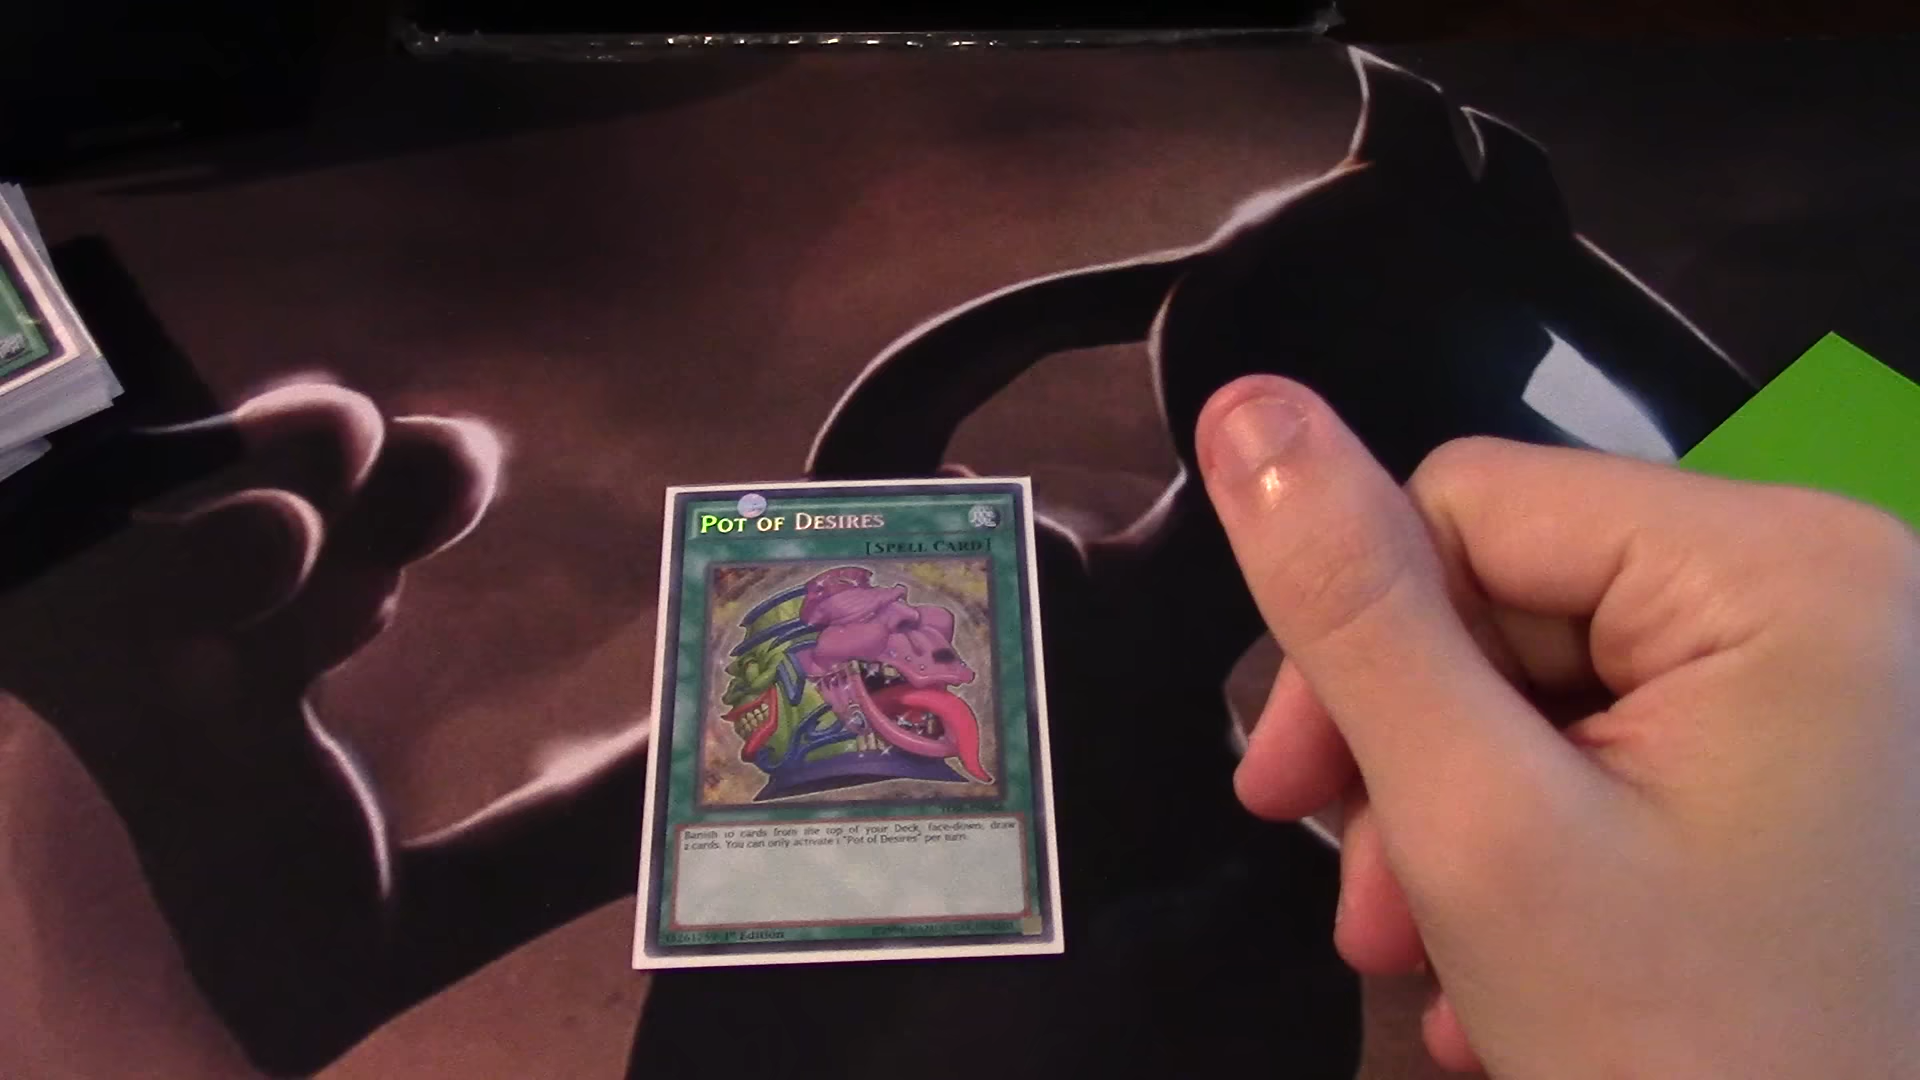 Pot of Desires
[Spell Card]
Banish 10 cards from the top of your Deck, face-down; draw
2 cards. You can only activate 1 "Pot of Desires" per turn.
1st Edition